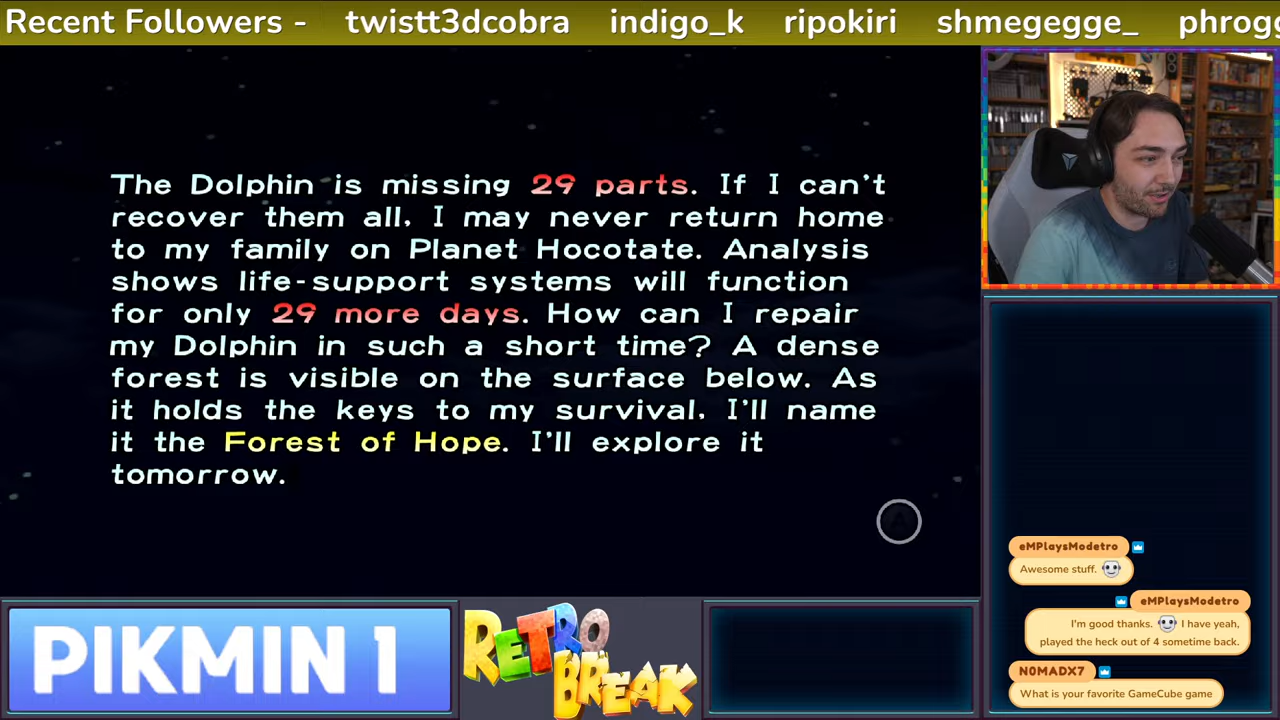 Recent Followers - twistt3dcobra indigo_k ripokiri shmegegge_ phrogg
The Dolphin is missing 29 parts. If I can't
recover them all, I may never return home
to my family on Planet Hocotate. Analysis
shows life-support systems will function
for only 29 more days. How can I repair
my Dolphin in such a short time? A dense
forest is visible on the surface below. As
it holds the keys to my survival, I'll name
it the Forest of Hope. I'll explore it
tomorrow.
A
eMPlaysModetro
Awesome stuff.
eMPlaysModetro
I'm good thanks. I have yeah,
played the heck out of 4 sometime back.
N0MADX7
What is your favorite GameCube game
PIKMIN 1
RETRO
BREAK